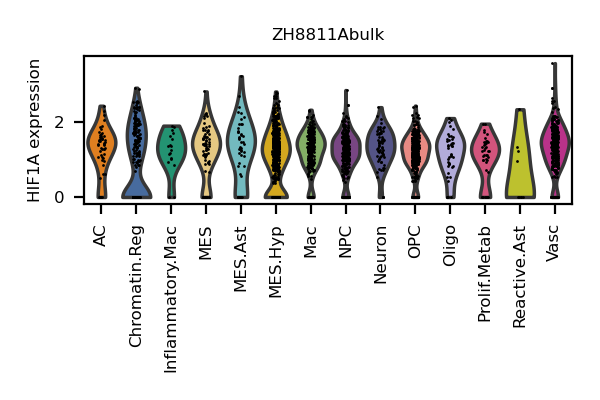 ZH8811Abulk
HIF1A expression
2
0
AC
Chromatin.Reg
Inflammatory.Mac
MES
MES.Ast
MES.Hyp
Mac
NPC
Neuron
OPC
Oligo
Prolif.Metab
Reactive.Ast
Vasc